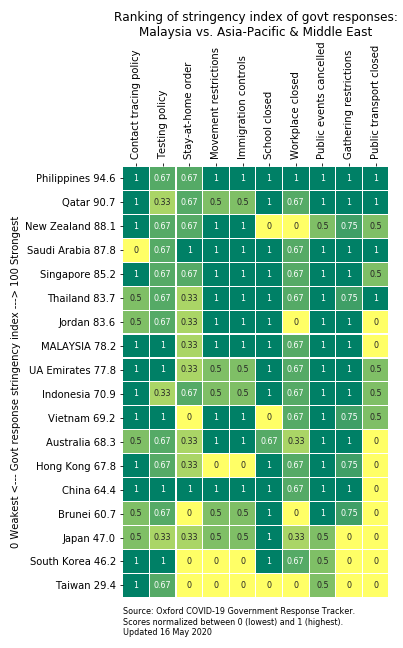 Ranking of stringency index of govt responses:
Malaysia vs. Asia-Pacific & Middle East
Contact tracing policy
Testing policy
Stay-at-home order
Movement restrictions
Immigration controls
School closed
Workplace closed
Public events cancelled
Gathering restrictions
Public transport closed
0 Weakest <--- Govt response stringency index ---> 100 Strongest
Philippines 94.6 1 0.67 0.67 1 1 1 1 1 1 1
Qatar 90.7 1 0.33 0.67 0.5 0.5 1 0.67 1 1 1
New Zealand 88.1 1 0.67 0.67 1 1 0 0 0.5 0.75 0.5
Saudi Arabia 87.8 0 0.67 1 1 1 1 0.67 1 1 1
Singapore 85.2 1 0.67 0.67 1 1 1 0.67 1 1 0.5
Thailand 83.7 0.5 0.67 0.33 1 1 1 0.67 1 0.75 1
Jordan 83.6 0.5 0.67 0.33 1 1 1 0 1 1 0
MALAYSIA 78.2 1 1 0.33 1 1 1 0.67 1 1 0
UA Emirates 77.8 1 1 0.33 0.5 0.5 1 0.67 1 1 0.5
Indonesia 70.9 1 0.33 0.67 0.5 0.5 1 0.67 1 1 0.5
Vietnam 69.2 1 1 0 1 1 0 0.67 1 0.75 0.5
Australia 68.3 0.5 0.67 0.33 1 1 0.67 0.33 1 1 0
Hong Kong 67.8 1 0.67 0.33 0 0 1 0.67 1 0.75 0
China 64.4 1 1 1 1 1 1 0.67 1 1 0
Brunei 60.7 0.5 0.67 0 0.5 0.5 1 0 1 0.75 0
Japan 47.0 0.5 0.33 0.33 0.5 0.5 1 0.33 0.5 0 0
South Korea 46.2 1 1 0 0 0 1 0.67 0.5 0 0
Taiwan 29.4 1 0.67 0 0 0 0 0 0.5 0 0
Source: Oxford COVID-19 Government Response Tracker.
Scores normalized between 0 (lowest) and 1 (highest).
Updated 16 May 2020